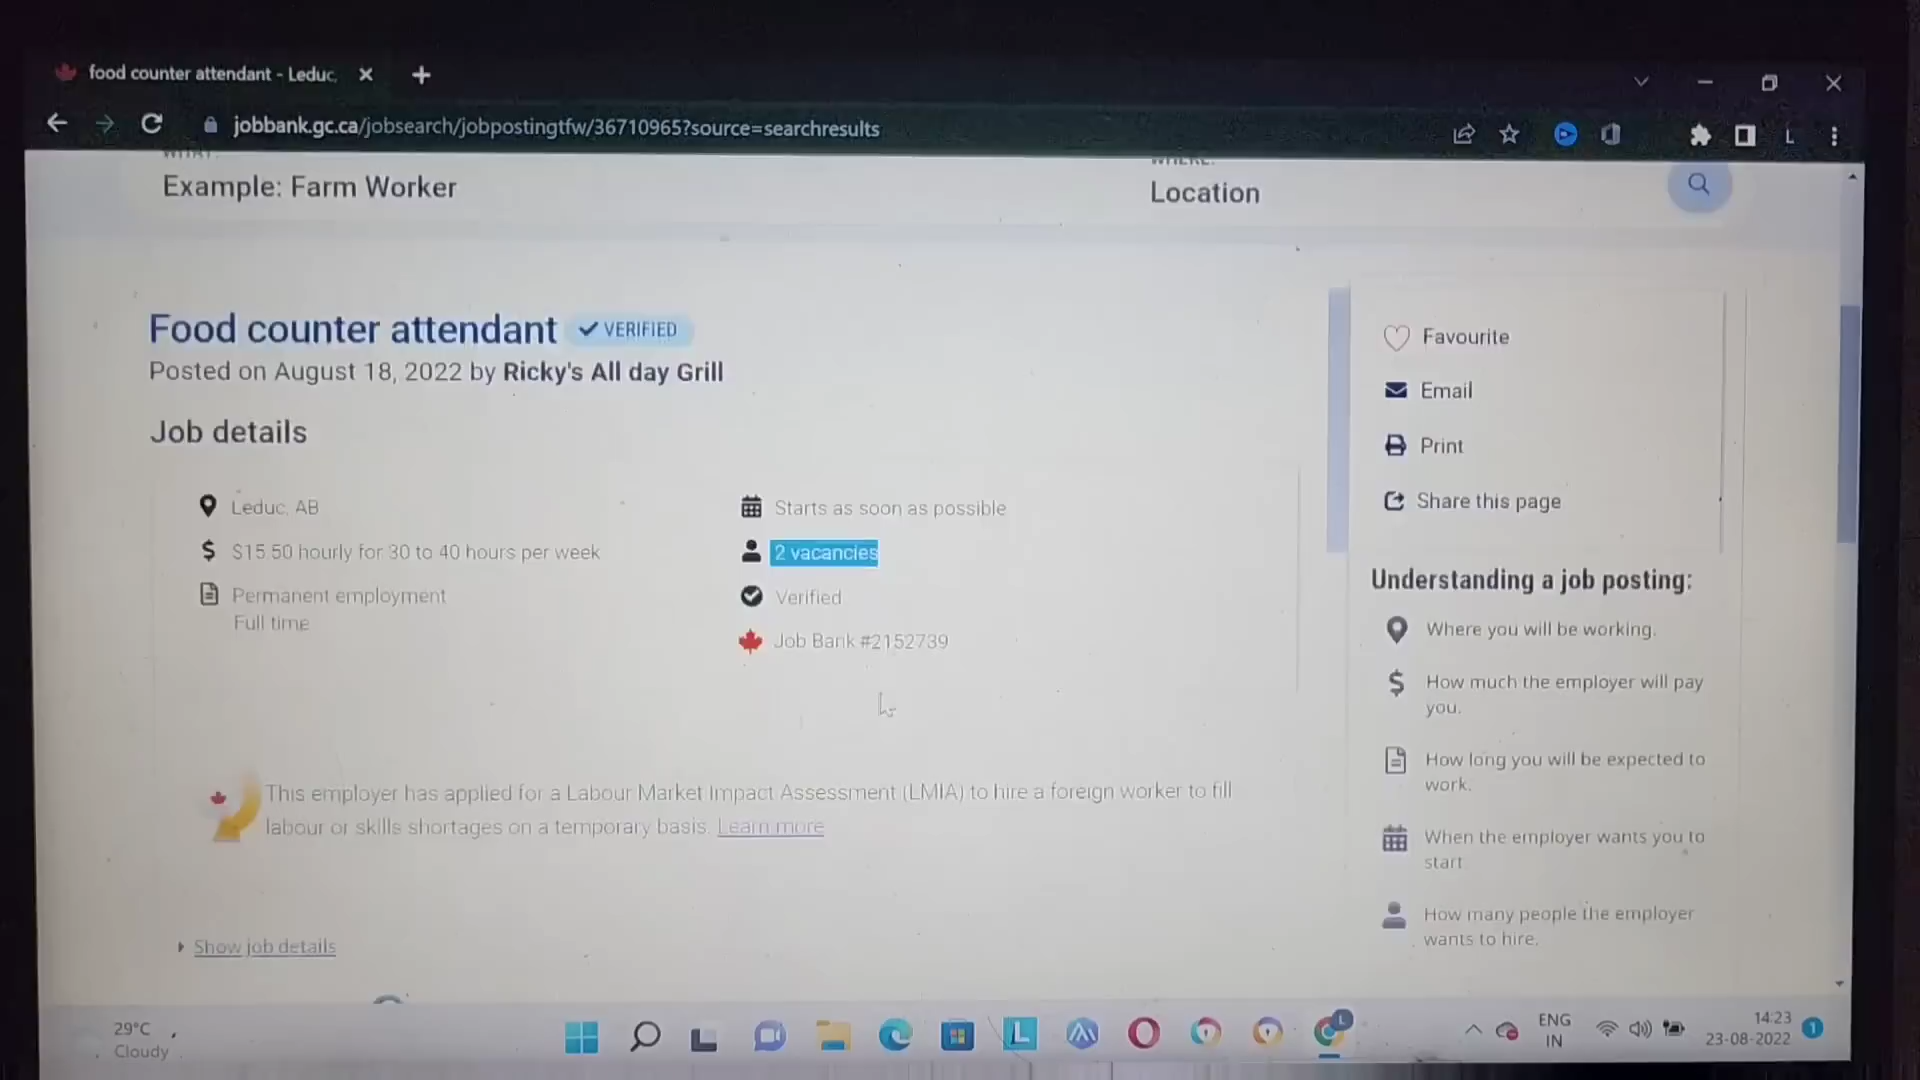 food counter attendant - Leduc,
jobbank.gc.ca/jobsearch/jobpostingtfw/36710965?source=searchresults
L
WHAT:
WHERE:
Example: Farm Worker
Location
Food counter attendant
VERIFIED
Posted on August 18, 2022 by Ricky's All day Grill
Job details
Leduc, AB
$15.50 hourly for 30 to 40 hours per week
Permanent employment
Full time
Starts as soon as possible
2 vacancies
Verified
Job Bank #2152739
This employer has applied for a Labour Market Impact Assessment (LMIA) to hire a foreign worker to fill
labour or skills shortages on a temporary basis. Learn more
Show job details
Favourite
Email
Print
Share this page
Understanding a job posting:
Where you will be working.
How much the employer will pay
you.
How long you will be expected to
work.
When the employer wants you to
start
How many people the employer
wants to hire.
29°C
Cloudy
L
L
ENG
IN
14:23
23-08-2022
1